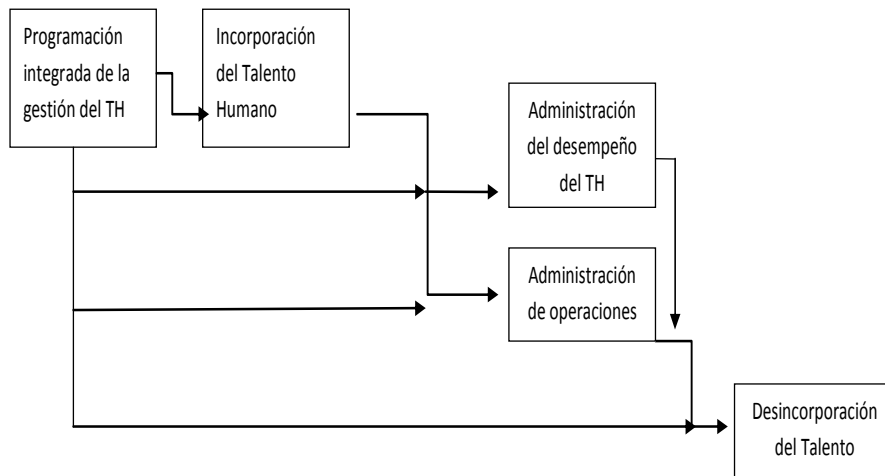 Programación
integrada de la
gestión del TH
Incorporación
del Talento
Humano
Administración
del desempeño
del TH
Administración
de operaciones
Desincorporación
del Talento